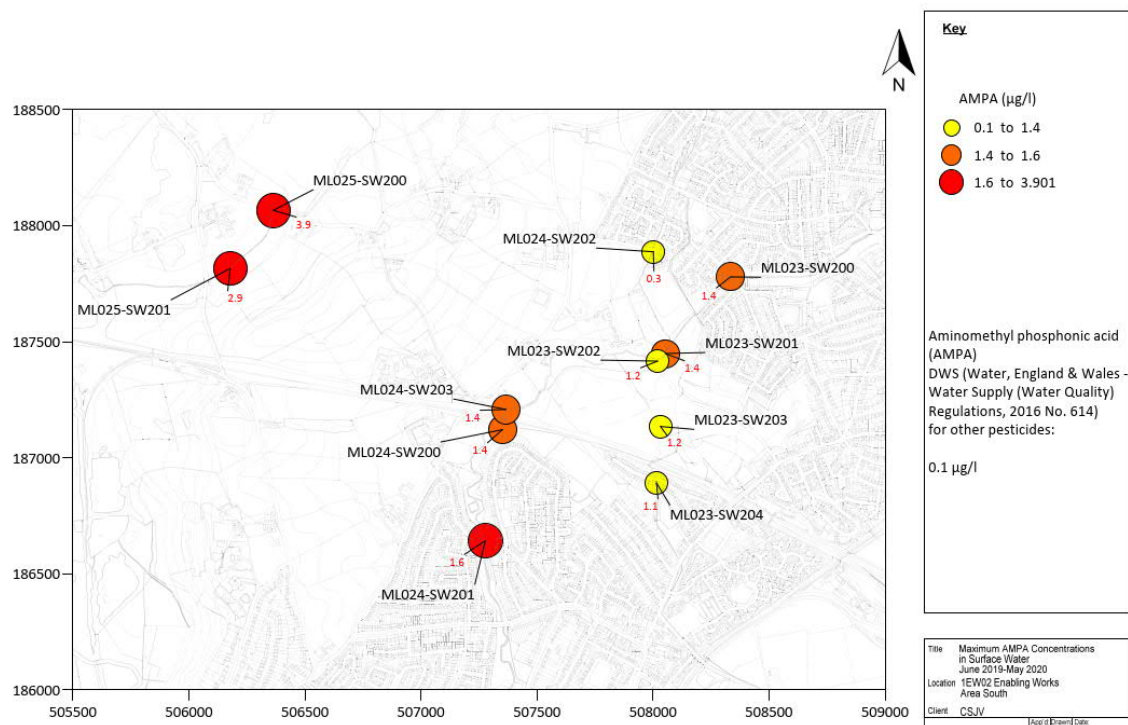 Key
N
AMPA (µg/l)
0.1 to 1.4
1.4 to 1.6
1.6 to 3.901
188500
188000
187500
187000
186500
186000
505500
506000
506500
507000
507500
508000
508500
509000
ML025-SW200
3.9
ML025-SW201
2.9
ML024-SW202
0.3
ML023-SW200
1.4
ML023-SW201
1.4
ML023-SW202
1.2
ML024-SW203
1.4
ML024-SW200
1.4
ML023-SW203
1.2
ML023-SW204
1.1
ML024-SW201
1.6
Aminomethyl phosphonic acid
(AMPA)
DWS (Water, England & Wales -
Water Supply (Water Quality)
Regulations, 2016 No. 614)
for other pesticides:
0.1 µg/l
Title Maximum AMPA Concentrations
in Surface Water
June 2019-May 2020
Location 1EW02 Enabling Works
Area South
Client CSJV
App'd Drawn Date: